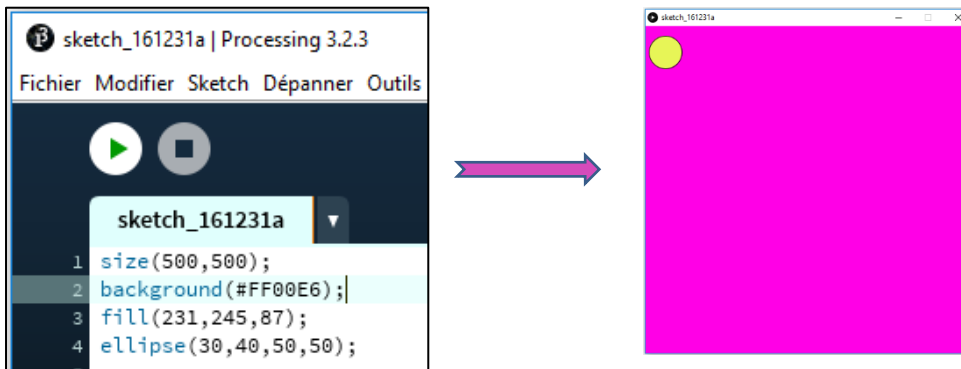 sketch_161231a | Processing 3.2.3
Fichier Modifier Sketch Dépanner Outils
sketch_161231a
1 size(500,500);
2 background(#FF00E6);
3 fill(231,245,87);
4 ellipse(30,40,50,50);
sketch_161231a